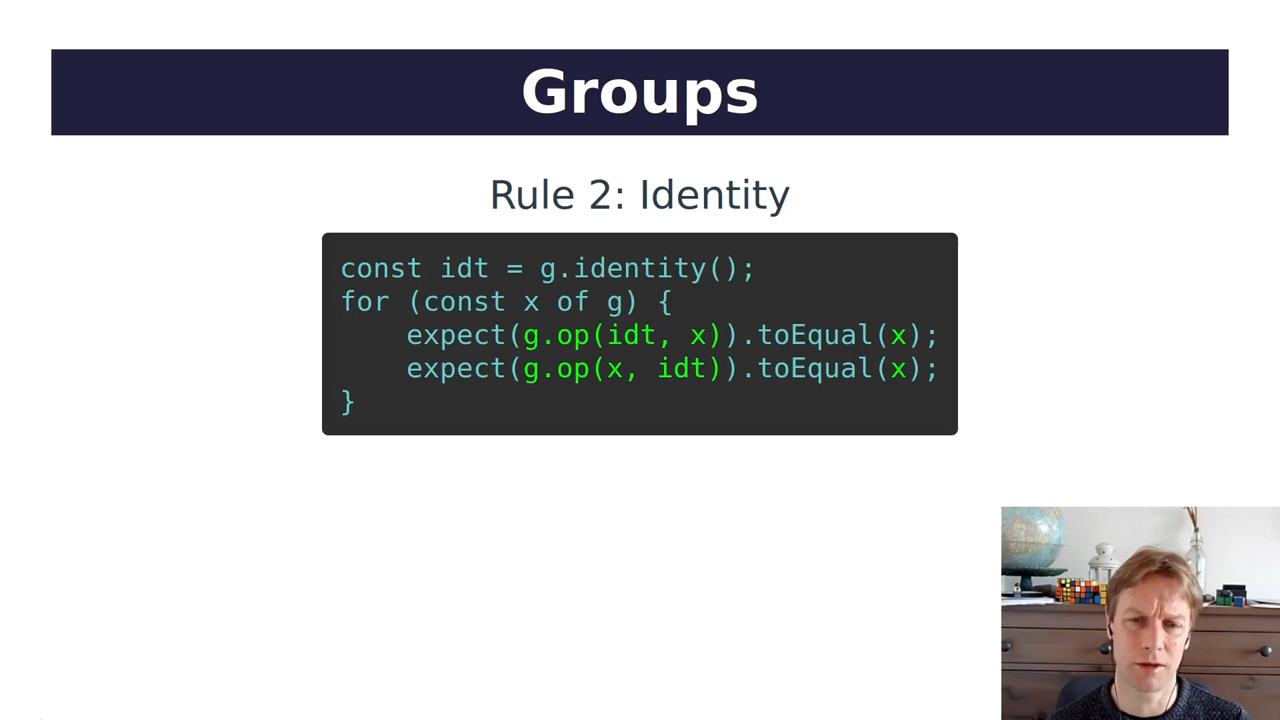 Groups
Rule 2: Identity
const idt = g.identity();
for (const x of g) {
    expect(g.op(idt, x)).toEqual(x);
    expect(g.op(x, idt)).toEqual(x);
}